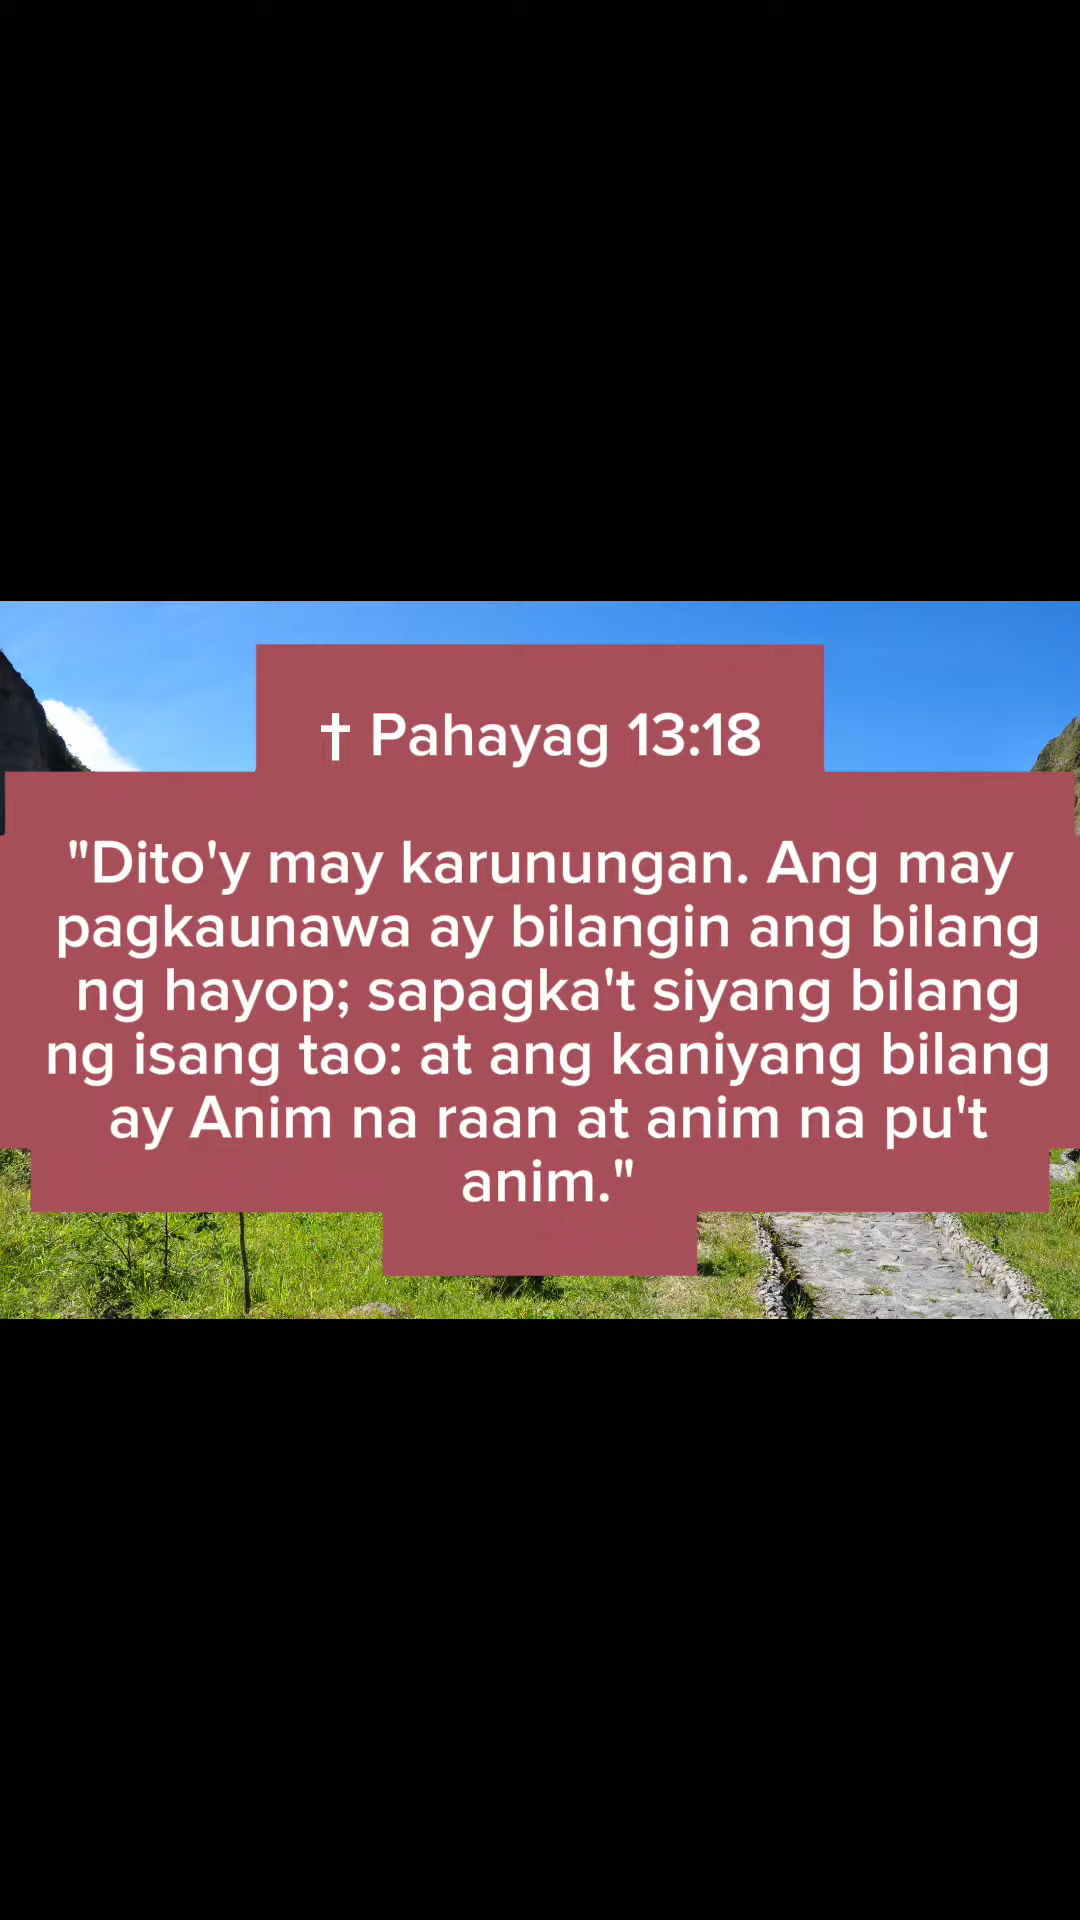 ✝ Pahayag 13:18
"Dito'y may karunungan. Ang may
pagkaunawa ay bilangin ang bilang
ng hayop; sapagka't siyang bilang
ng isang tao: at ang kaniyang bilang
ay Anim na raan at anim na pu't
anim."